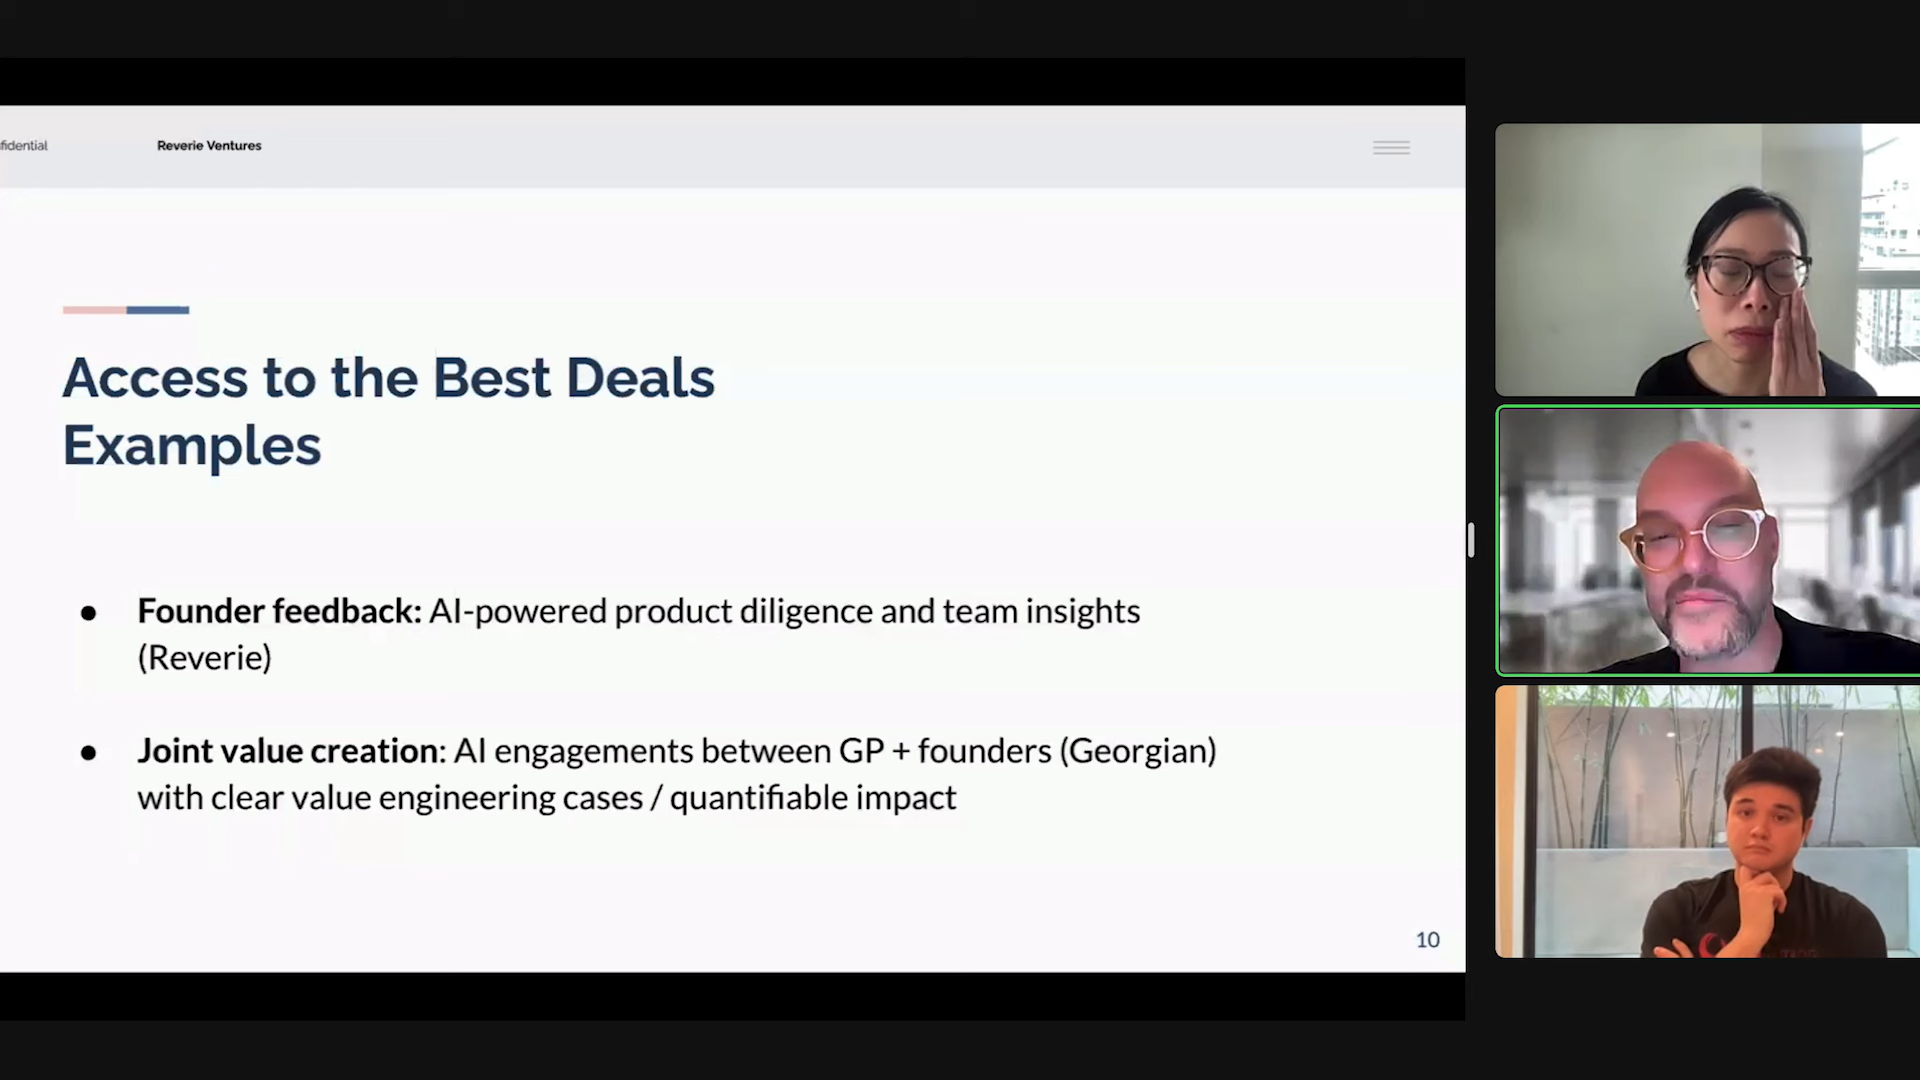 fidential
Reverie Ventures
Access to the Best Deals
Examples
● Founder feedback: AI-powered product diligence and team insights
(Reverie)
● Joint value creation: AI engagements between GP + founders (Georgian)
with clear value engineering cases / quantifiable impact
10